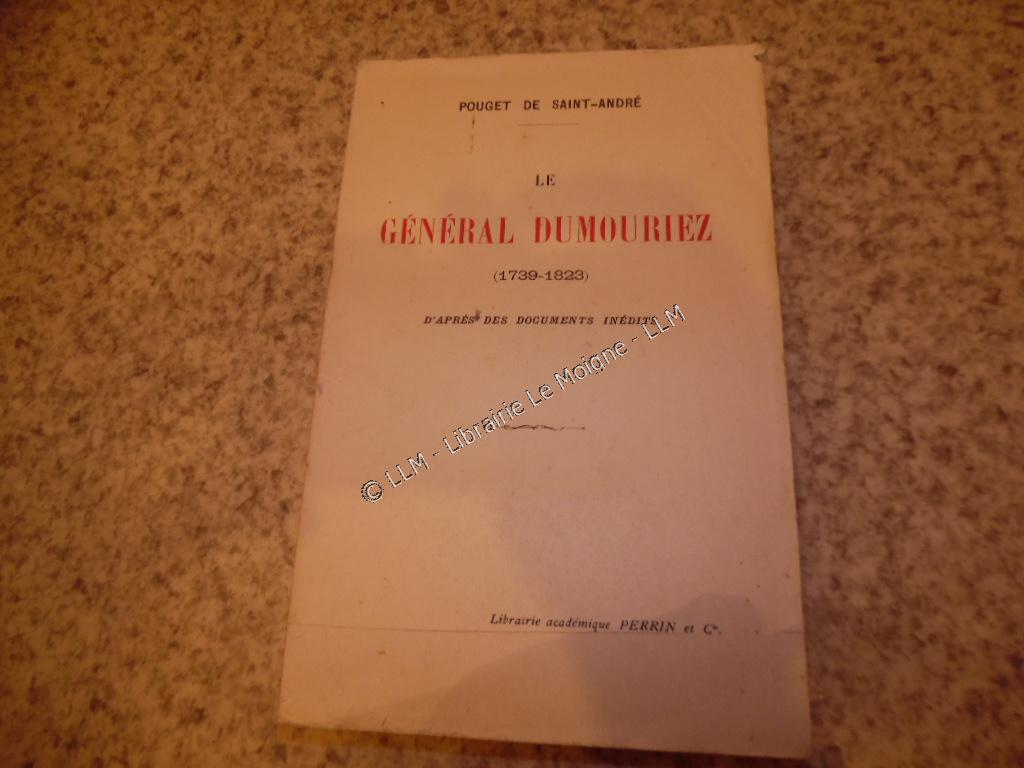 POUGET DE SAINT-ANDRÉ
LE
GÉNÉRAL DUMOURIEZ
(1739-1823)
D'APRÈS DES DOCUMENTS INÉDITS
© LLM - Librairie Le Moigne - LLM
Librairie académique PERRIN et Cie.